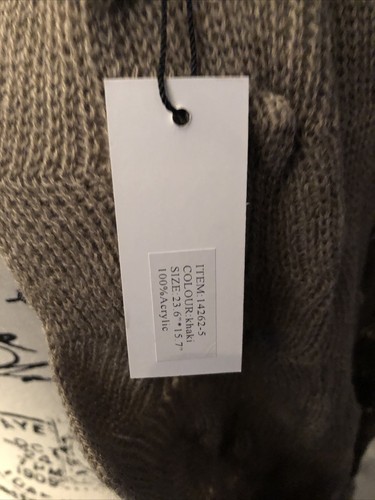 ITEM:14262-5
COLOUR:khaki
SIZE:23.6"*15.7"
100%Acrylic